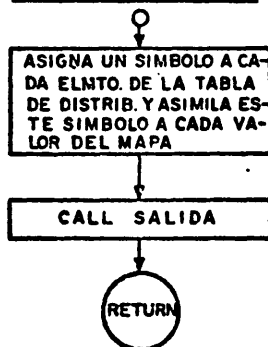 ASIGNA UN SIMBOLO A CA-
DA ELMTO. DE LA TABLA
DE DISTRIB. Y ASIMILA ES-
TE SIMBOLO A CADA VA-
LOR DEL MAPA
CALL SALIDA
RETURN